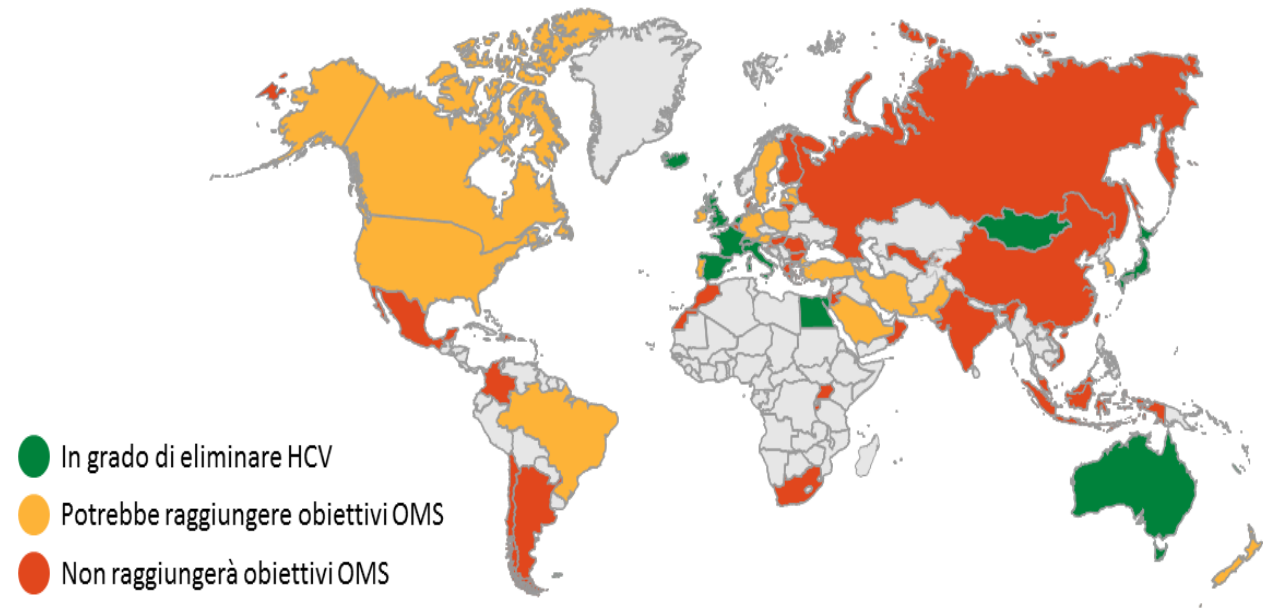 In grado di eliminare HCV
Potrebbe raggiungere obiettivi OMS
Non raggiungerà obiettivi OMS